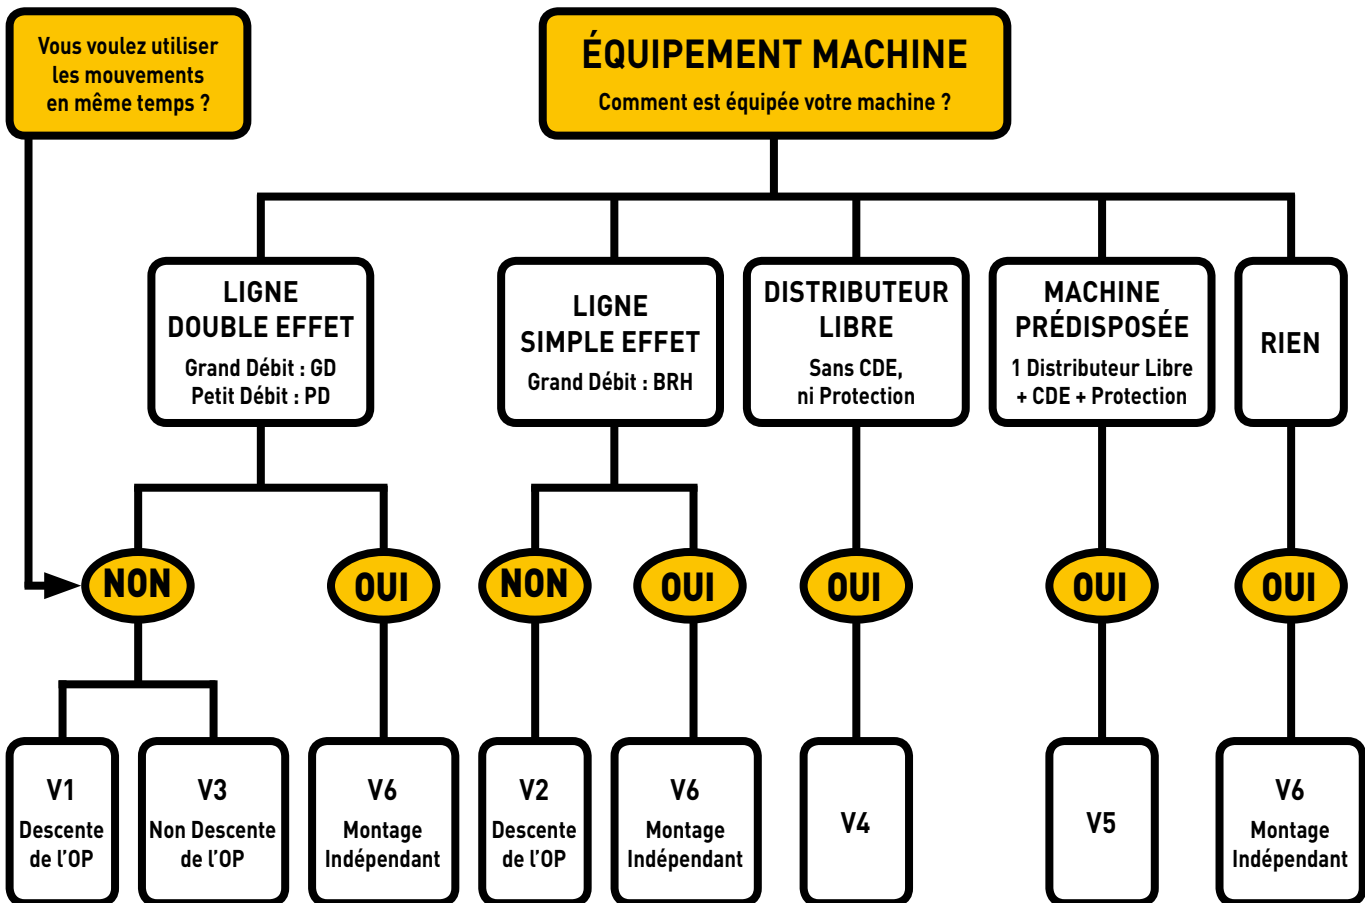 Vous voulez utiliser
les mouvements
en même temps ?
ÉQUIPEMENT MACHINE
Comment est équipée votre machine ?
LIGNE
DOUBLE EFFET
Grand Débit : GD
Petit Débit : PD
LIGNE
SIMPLE EFFET
Grand Débit : BRH
DISTRIBUTEUR
LIBRE
Sans CDE,
ni Protection
MACHINE
PRÉDISPOSÉE
1 Distributeur Libre
+ CDE + Protection
RIEN
NON
OUI
NON
OUI
OUI
OUI
OUI
V1
Descente
de l'OP
V3
Non Descente
de l'OP
V6
Montage
Indépendant
V2
Descente
de l'OP
V6
Montage
Indépendant
V4
V5
V6
Montage
Indépendant